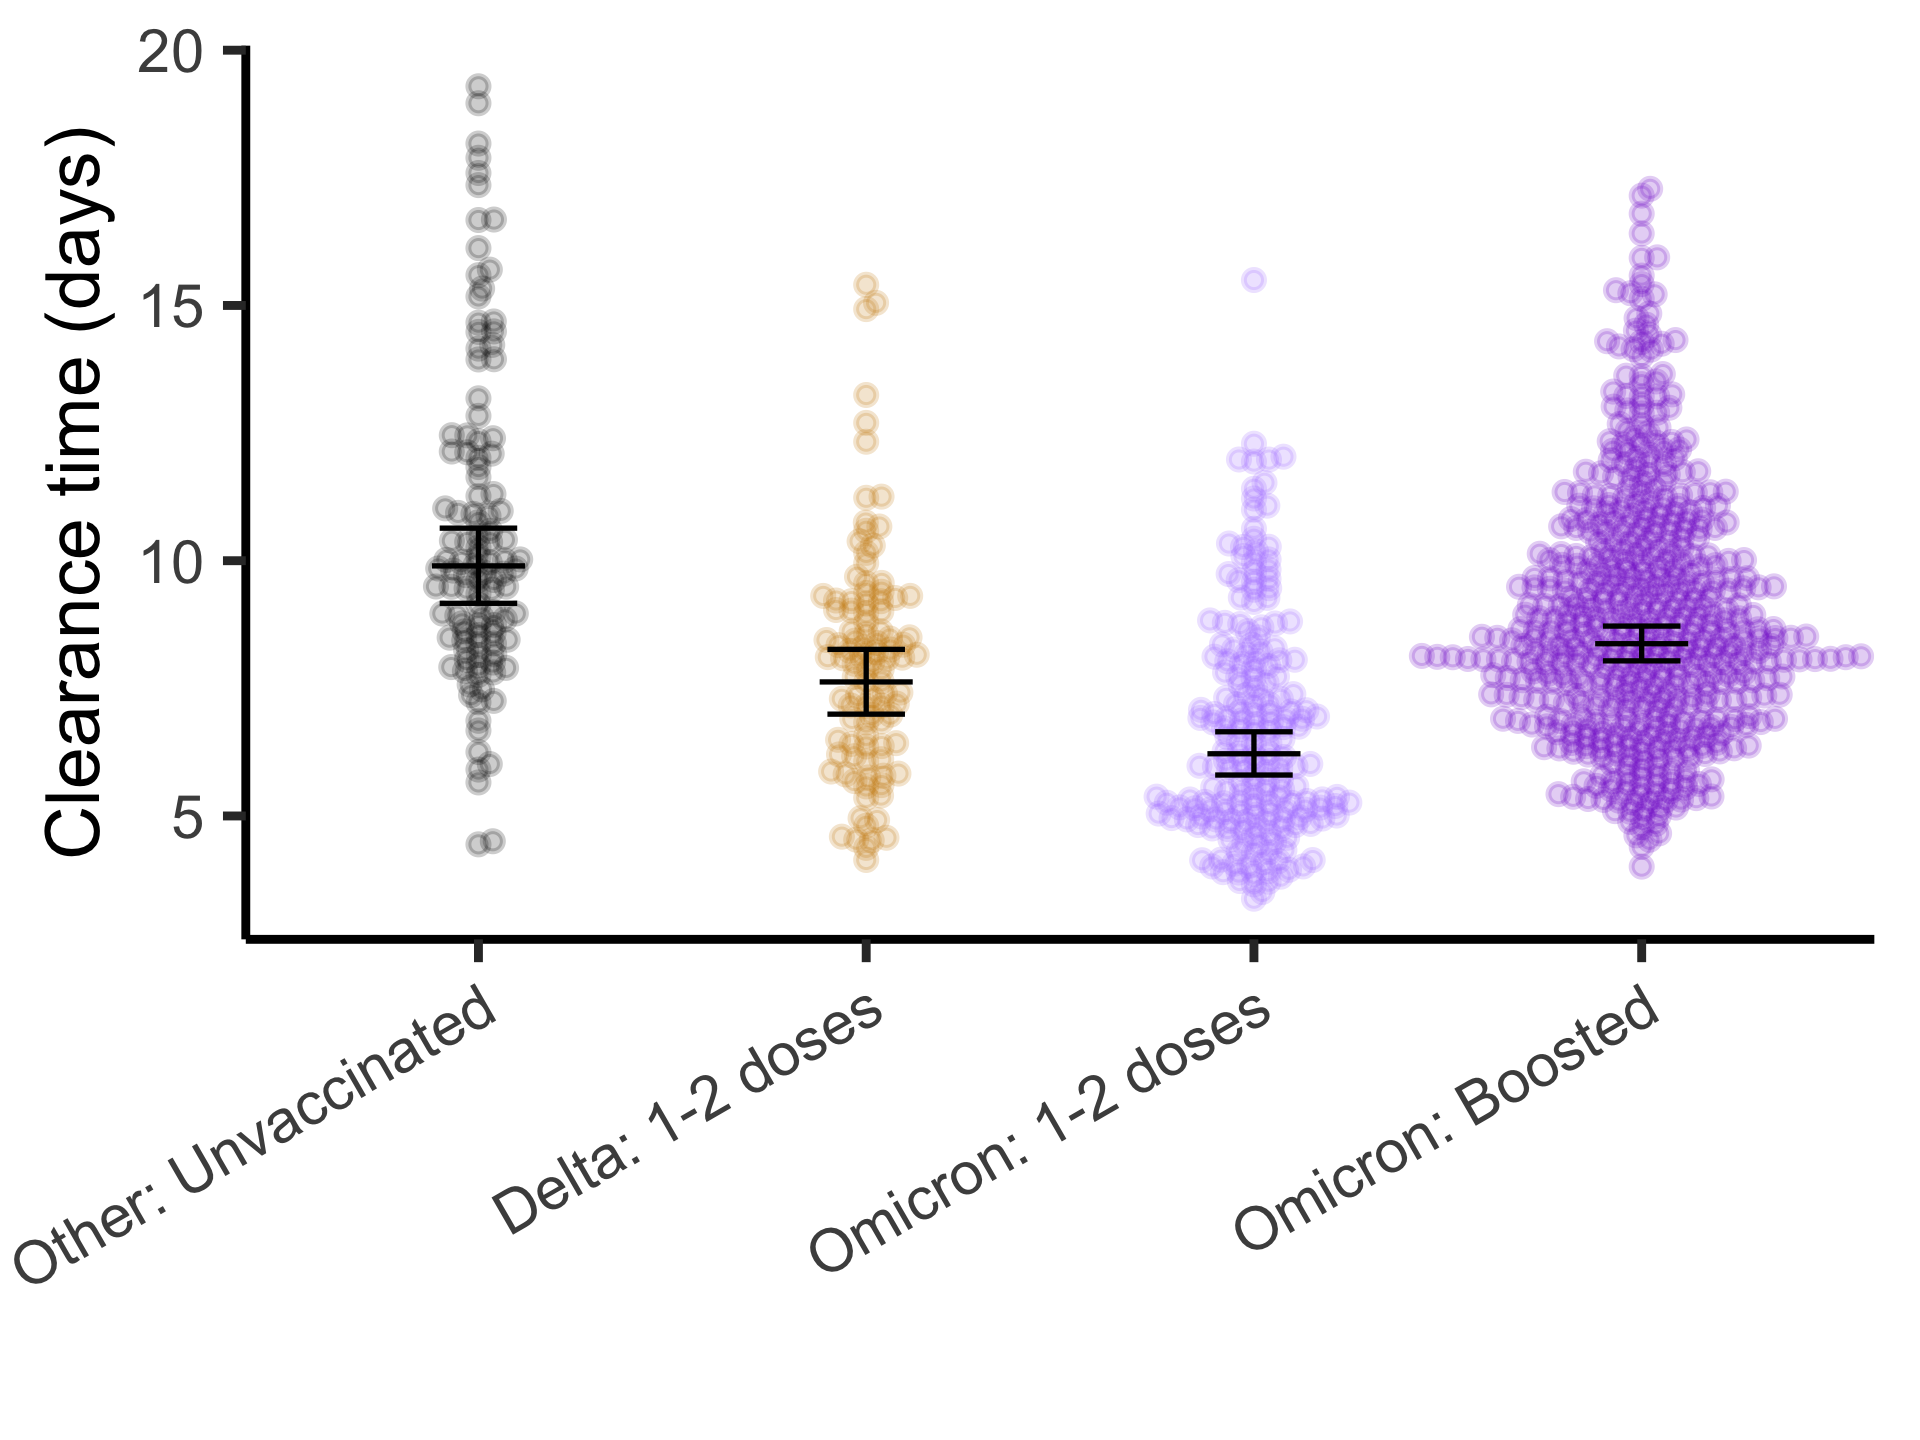 Clearance time (days)
20
15
10
5
Other: Unvaccinated
Delta: 1-2 doses
Omicron: 1-2 doses
Omicron: Boosted